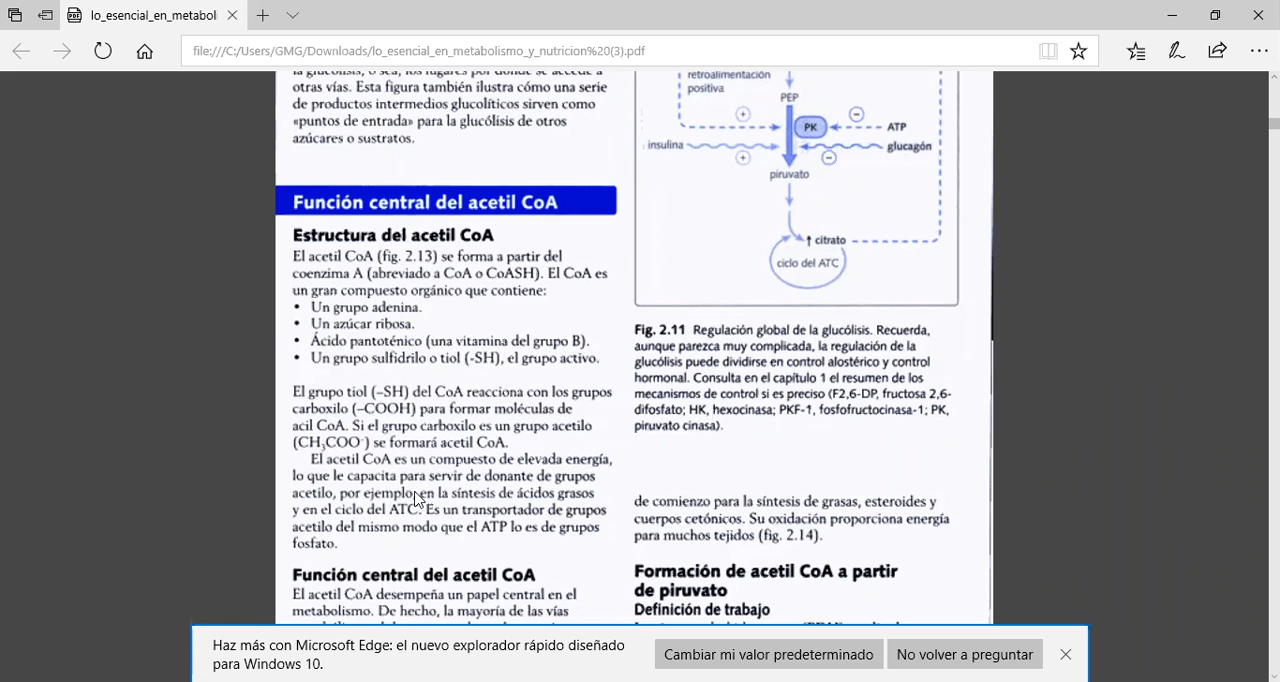 lo_esencial_en_metaboli
file:///C:/Users/GMG/Downloads/lo_esencial_en_metabolismo_y_nutricion%20(3).pdf
la glucólisis, o sea, los lugares por donde se accede a
otras vías. Esta figura también ilustra cómo una serie
de productos intermedios glucolíticos sirven como
«puntos de entrada» para la glucólisis de otros
azúcares o sustratos.
Función central del acetil CoA
Estructura del acetil CoA
El acetil CoA (fig. 2.13) se forma a partir del
coenzima A (abreviado a CoA o CoASH). El CoA es
un gran compuesto orgánico que contiene:
• Un grupo adenina.
• Un azúcar ribosa.
• Ácido pantoténico (una vitamina del grupo B).
• Un grupo sulfidrilo o tiol (-SH), el grupo activo.
El grupo tiol (–SH) del CoA reacciona con los grupos
carboxilo (–COOH) para formar moléculas de
acil CoA. Si el grupo carboxilo es un grupo acetilo
(CH₃COO⁻) se formará acetil CoA.
El acetil CoA es un compuesto de elevada energía,
lo que le capacita para servir de donante de grupos
acetilo, por ejemplo, en la síntesis de ácidos grasos
y en el ciclo del ATC. Es un transportador de grupos
acetilo del mismo modo que el ATP lo es de grupos
fosfato.
Función central del acetil CoA
El acetil CoA desempeña un papel central en el
metabolismo. De hecho, la mayoría de las vías
retroalimentación
positiva
PEP
+
−
PK
ATP
insulina
glucagón
+
−
piruvato
↑ citrato
ciclo del ATC
Fig. 2.11 Regulación global de la glucólisis. Recuerda,
aunque parezca muy complicada, la regulación de la
glucólisis puede dividirse en control alostérico y control
hormonal. Consulta en el capítulo 1 el resumen de los
mecanismos de control si es preciso (F2,6-DP, fructosa 2,6-
difosfato; HK, hexocinasa; PKF-1, fosfofructocinasa-1; PK,
piruvato cinasa).
de comienzo para la síntesis de grasas, esteroides y
cuerpos cetónicos. Su oxidación proporciona energía
para muchos tejidos (fig. 2.14).
Formación de acetil CoA a partir
de piruvato
Definición de trabajo
Haz más con Microsoft Edge: el nuevo explorador rápido diseñado
para Windows 10.
Cambiar mi valor predeterminado
No volver a preguntar